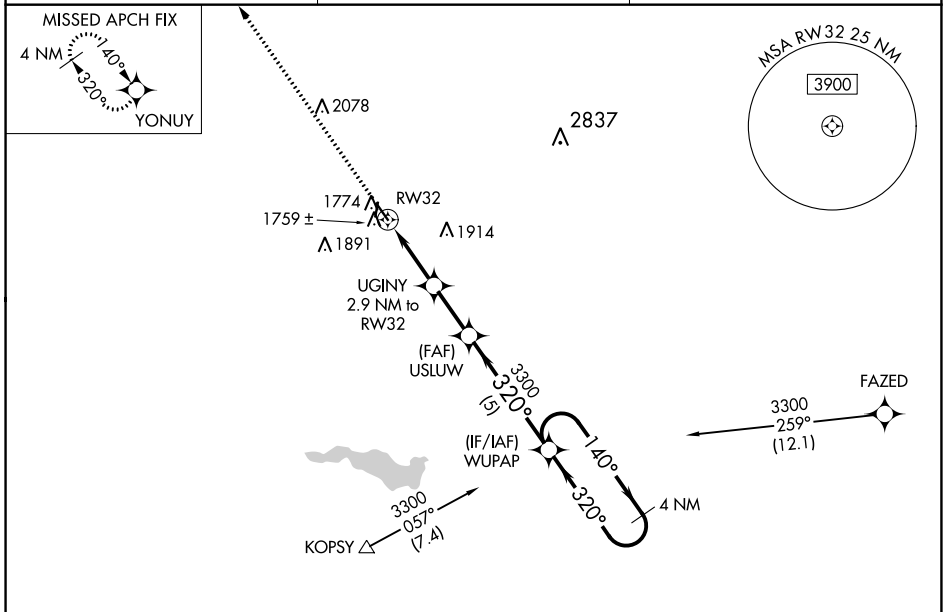 MISSED APCH FIX
4 NM
140°
320°
YONUY
MSA RW32 25 NM
3900
2078
2837
1774
RW32
1759 ±
1914
1891
UGINY
2.9 NM to
RW32
(FAF)
USLUW
3300
320°
(5)
FAZED
3300
259°
(12.1)
(IF/IAF)
WUPAP
140°
320°
4 NM
3300
057°
(7.4)
KOPSY